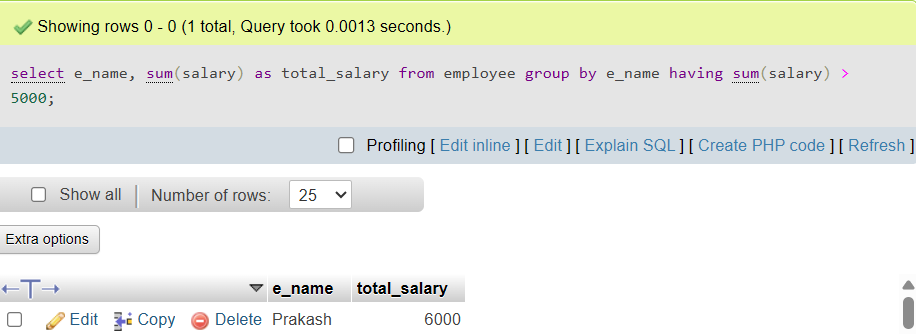 Showing rows 0 - 0 (1 total, Query took 0.0013 seconds.)
select e_name, sum(salary) as total_salary from employee group by e_name having sum(salary) >
5000;
Profiling [ Edit inline ] [ Edit ] [ Explain SQL ] [ Create PHP code ] [ Refresh ]
Show all | Number of rows: 25
Extra options
←T→ e_name total_salary
Edit Copy Delete Prakash 6000